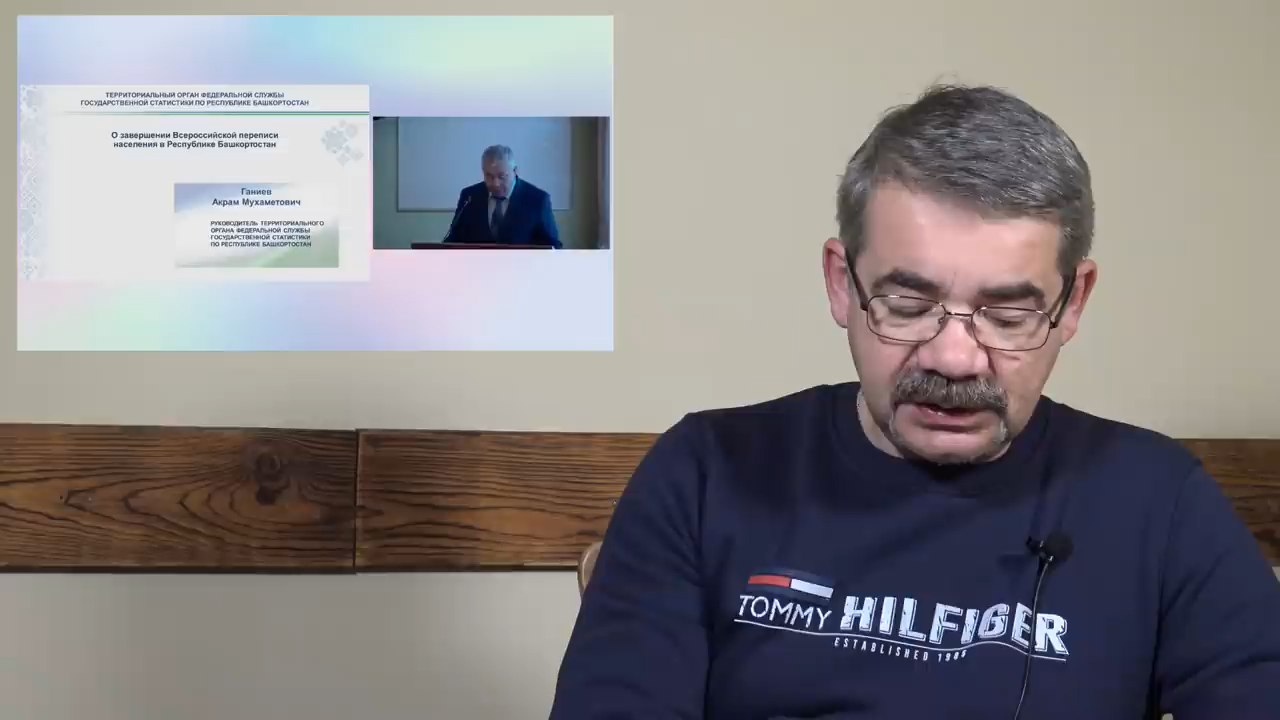 ТЕРРИТОРИАЛЬНЫЙ ОРГАН ФЕДЕРАЛЬНОЙ СЛУЖБЫ
ГОСУДАРСТВЕННОЙ СТАТИСТИКИ ПО РЕСПУБЛИКЕ БАШКОРТОСТАН
О завершении Всероссийской переписи
населения в Республике Башкортостан
Ганиев
Акрам Мухаметович
РУКОВОДИТЕЛЬ ТЕРРИТОРИАЛЬНОГО
ОРГАНА ФЕДЕРАЛЬНОЙ СЛУЖБЫ
ГОСУДАРСТВЕННОЙ СТАТИСТИКИ
ПО РЕСПУБЛИКЕ БАШКОРТОСТАН
TOMMY HILFIGER
ESTABLISHED 1985